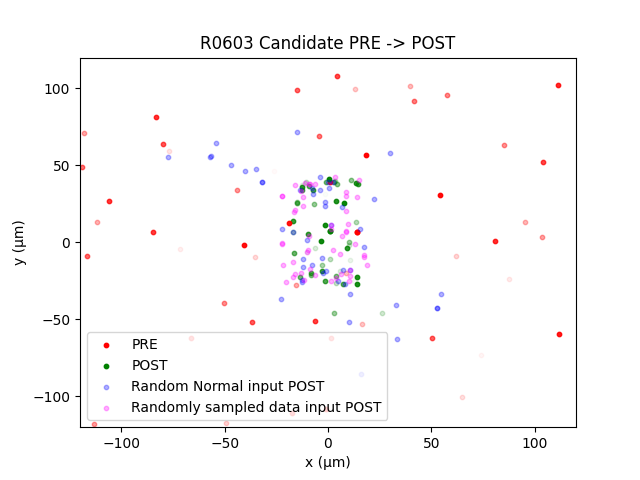 R0603 Candidate PRE -> POST
y (µm)
100
50
0
−50
−100
PRE
POST
Random Normal input POST
Randomly sampled data input POST
−100
−50
0
50
100
x (µm)